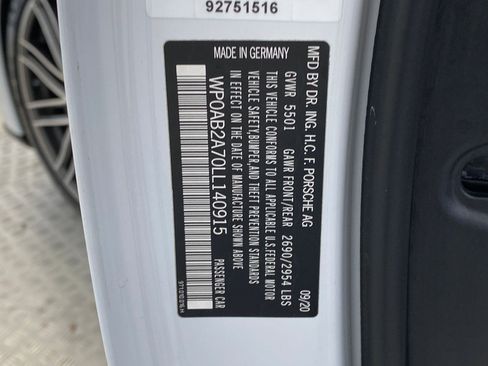 92751516
MADE IN GERMANY
MFD BY DR. ING. H.C. F. PORSCHE AG
GVWR 5501 GAWR FRONT/REAR 2690/2954 LBS 09/20
THIS VEHICLE CONFORMS TO ALL APPLICABLE U.S.FEDERAL MOTOR
VEHICLE SAFETY,BUMPER,AND THEFT PREVENTION STANDARDS
IN EFFECT ON THE DATE OF MANUFACTURE SHOWN ABOVE
WP0AB2A70LL140915
PASSENGER CAR